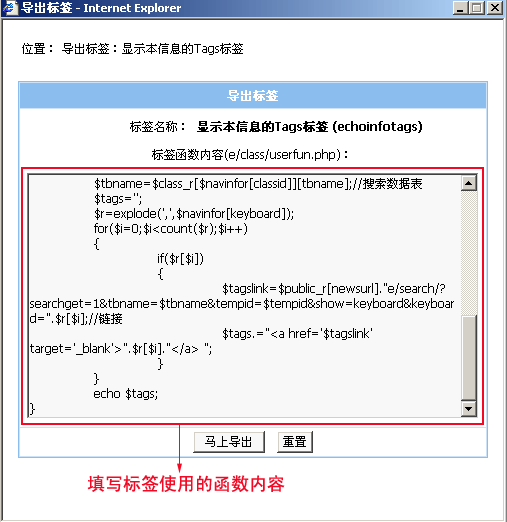 导出标签 - Internet Explorer
位置： 导出标签：显示本信息的Tags标签
导出标签
标签名称： 显示本信息的Tags标签 (echoinfotags)
标签函数内容(e/class/userfun.php)：
$tbname=$class_r[$navinfor[classid]][tbname];//搜索数据表
$tags='';
$r=explode(',',$navinfor[keyboard]);
for($i=0;$i<count($r);$i++)
{
if($r[$i])
{
$tagslink=$public_r[newsurl]."e/search/?
searchget=1&tbname=$tbname&tempid=$tempid&show=keyboard&keyboar
d=".$r[$i];//链接
$tags.="<a href='$tagslink'
target='_blank'>".$r[$i]."</a> ";
}
}
echo $tags;
}
马上导出 重置
填写标签使用的函数内容